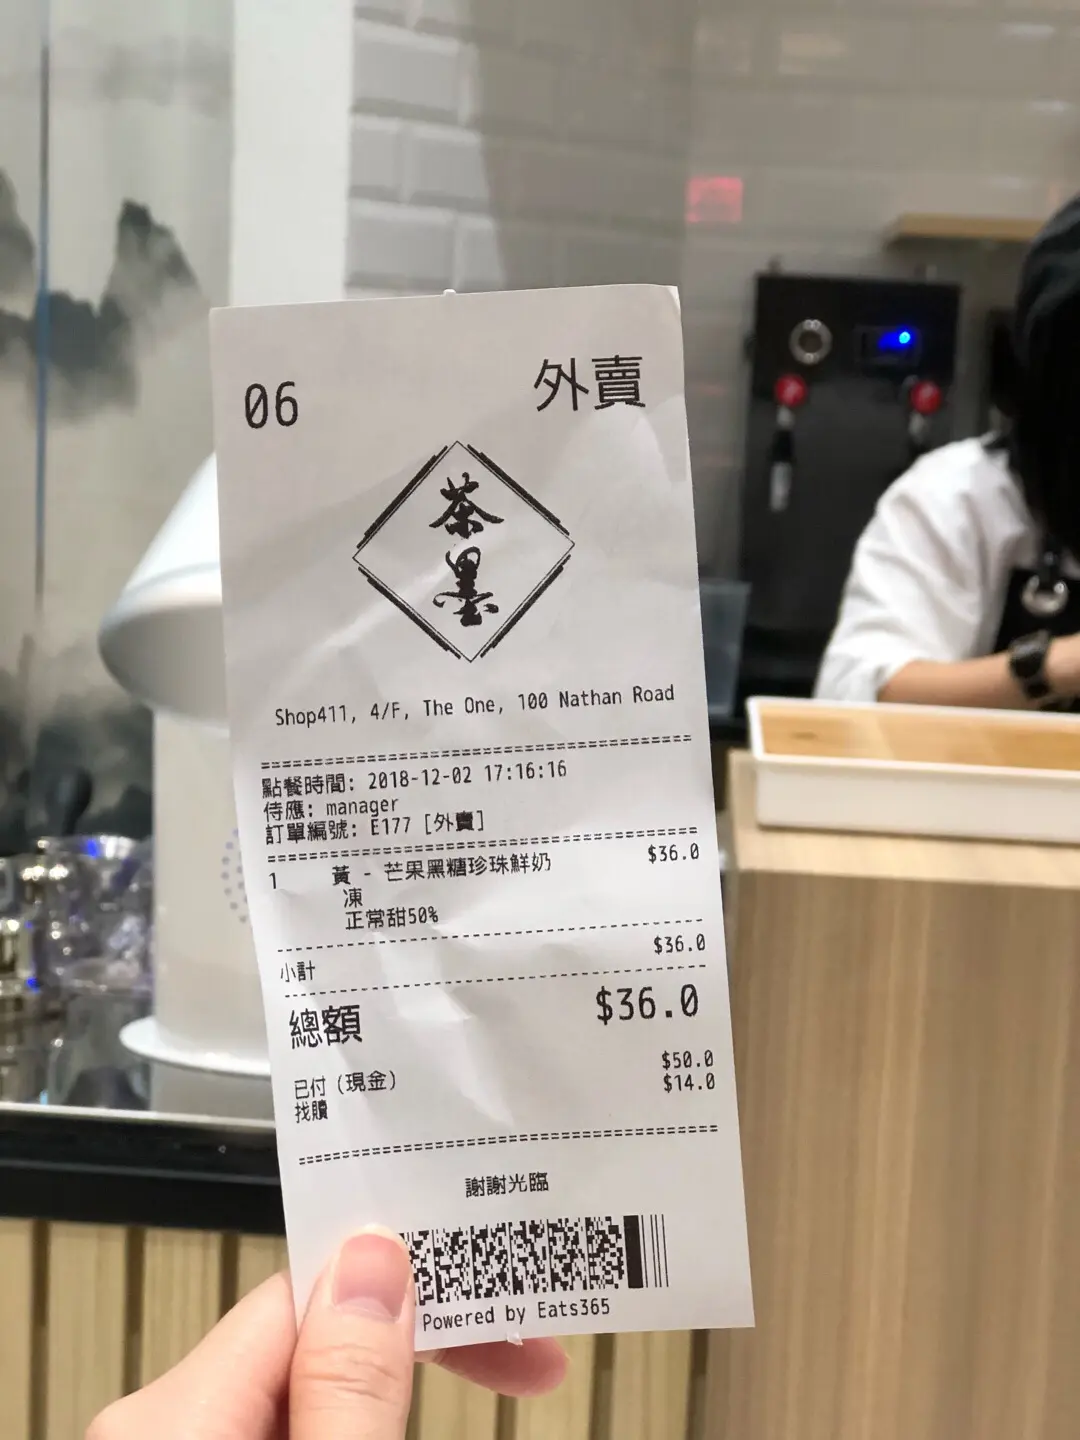 06
外賣
茶
墨
Shop411, 4/F, The One, 100 Nathan Road
點餐時間: 2018-12-02 17:16:16
侍應: manager
訂單編號: E177 [外賣]
1 黃 - 芒果黑糖珍珠鮮奶 $36.0
凍
正常甜50%
小計 $36.0
總額 $36.0
已付 (現金) $50.0
找贖 $14.0
謝謝光臨
Powered by Eats365